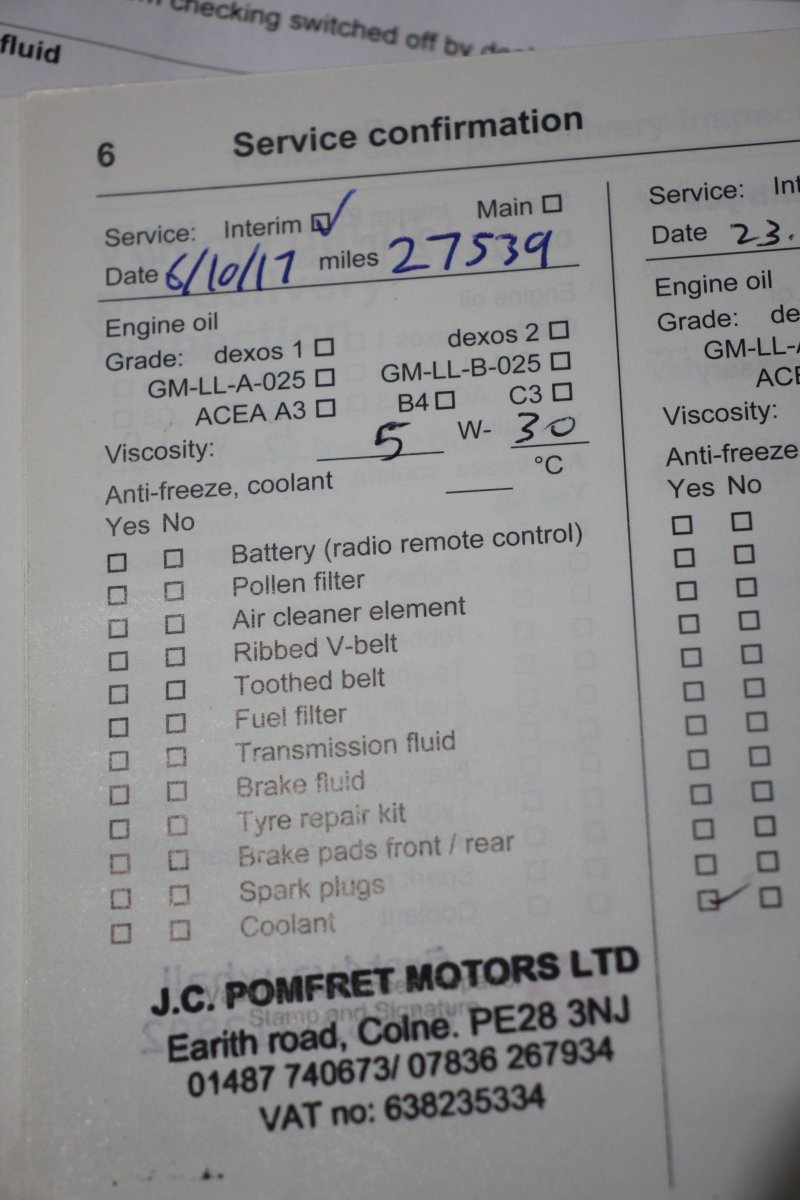 checking switched off by
fluid
6 Service confirmation
Service: Interim ☑ Main ☐
Date 6/10/17 miles 27539
Engine oil
Grade: dexos 1 ☐ dexos 2 ☐
GM-LL-A-025 ☐ GM-LL-B-025 ☐
ACEA A3 ☐ B4 ☐ C3 ☐
Viscosity: 5 W- 30
Anti-freeze, coolant °C
Yes No
☐ ☐ Battery (radio remote control)
☐ ☐ Pollen filter
☐ ☐ Air cleaner element
☐ ☐ Ribbed V-belt
☐ ☐ Toothed belt
☐ ☐ Fuel filter
☐ ☐ Transmission fluid
☐ ☐ Brake fluid
☐ ☐ Tyre repair kit
☐ ☐ Brake pads front / rear
☐ ☐ Spark plugs
☐ ☐ Coolant
Stamp and Signature
J.C. POMFRET MOTORS LTD
Earith road, Colne. PE28 3NJ
01487 740673/ 07836 267934
VAT no: 638235334
Service: Int
Date 23.
Engine oil
Grade: de
GM-LL-A
ACE
Viscosity:
Anti-freeze
Yes No